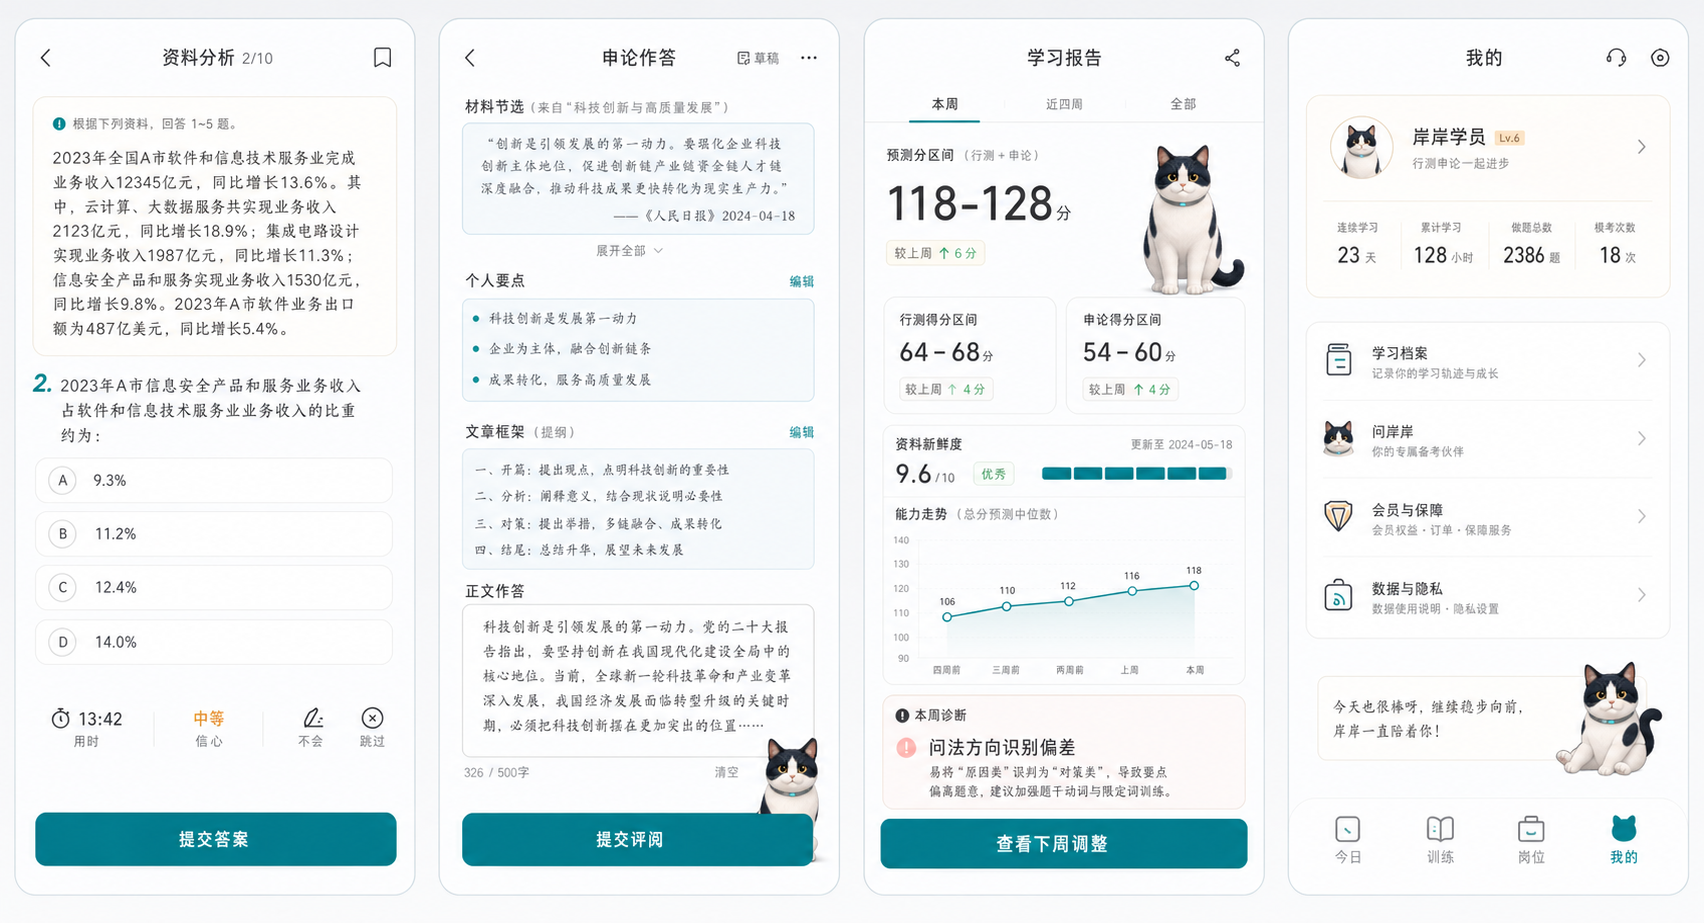 资料分析 2/10
根据下列资料，回答 1~5 题。
2023年全国A市软件和信息技术服务业完成
业务收入12345亿元，同比增长13.6%。其
中，云计算、大数据服务共实现业务收入
2123亿元，同比增长18.9%；集成电路设计
实现业务收入1987亿元，同比增长11.3%；
信息安全产品和服务实现业务收入1530亿元，
同比增长9.8%。2023年A市软件业务出口
额为487亿美元，同比增长5.4%。
2. 2023年A市信息安全产品和服务业务收入
占软件和信息技术服务业业务收入的比重
约为：
A 9.3%
B 11.2%
C 12.4%
D 14.0%
13:42
用时
中等
信心
不会
跳过
提交答案
申论作答
草稿
材料节选（来自“科技创新与高质量发展”）
“创新是引领发展的第一动力。要强化企业科技
创新主体地位，促进创新链产业链资金链人才链
深度融合，推动科技成果更快转化为现实生产力。”
——《人民日报》2024-04-18
展开全部
个人要点
编辑
科技创新是发展第一动力
企业为主体，融合创新链条
成果转化，服务高质量发展
文章框架（提纲）
编辑
一、开篇：提出观点，点明科技创新的重要性
二、分析：阐释意义，结合现状说明必要性
三、对策：提出举措，多链融合、成果转化
四、结尾：总结升华，展望未来发展
正文作答
科技创新是引领发展的第一动力。党的二十大报
告指出，要坚持创新在我国现代化建设全局中的
核心地位。当前，全球新一轮科技革命和产业变革
深入发展，我国经济发展面临转型升级的关键时
期，必须把科技创新摆在更加突出的位置……
326 / 500字
清空
提交评阅
学习报告
本周
近四周
全部
预测分区间（行测 + 申论）
118-128分
较上周 ↑ 6 分
行测得分区间
64 – 68分
较上周 ↑ 4 分
申论得分区间
54 – 60分
较上周 ↑ 4 分
资料新鲜度
更新至 2024-05-18
9.6 /10
优秀
能力走势（总分预测中位数）
140
130
120
110
100
90
106
110
112
116
118
四周前
三周前
两周前
上周
本周
本周诊断
问法方向识别偏差
易将“原因类”误判为“对策类”，导致要点
偏离题意，建议加强题干动词与限定词训练。
查看下周调整
我的
岸岸学员 Lv.6
行测申论一起进步
连续学习
23 天
累计学习
128 小时
做题总数
2386 题
模考次数
18 次
学习档案
记录你的学习轨迹与成长
问岸岸
你的专属备考伙伴
会员与保障
会员权益·订单·保障服务
数据与隐私
数据使用说明·隐私设置
今天也很棒呀，继续稳步向前，
岸岸一直陪着你！
今日
训练
岗位
我的